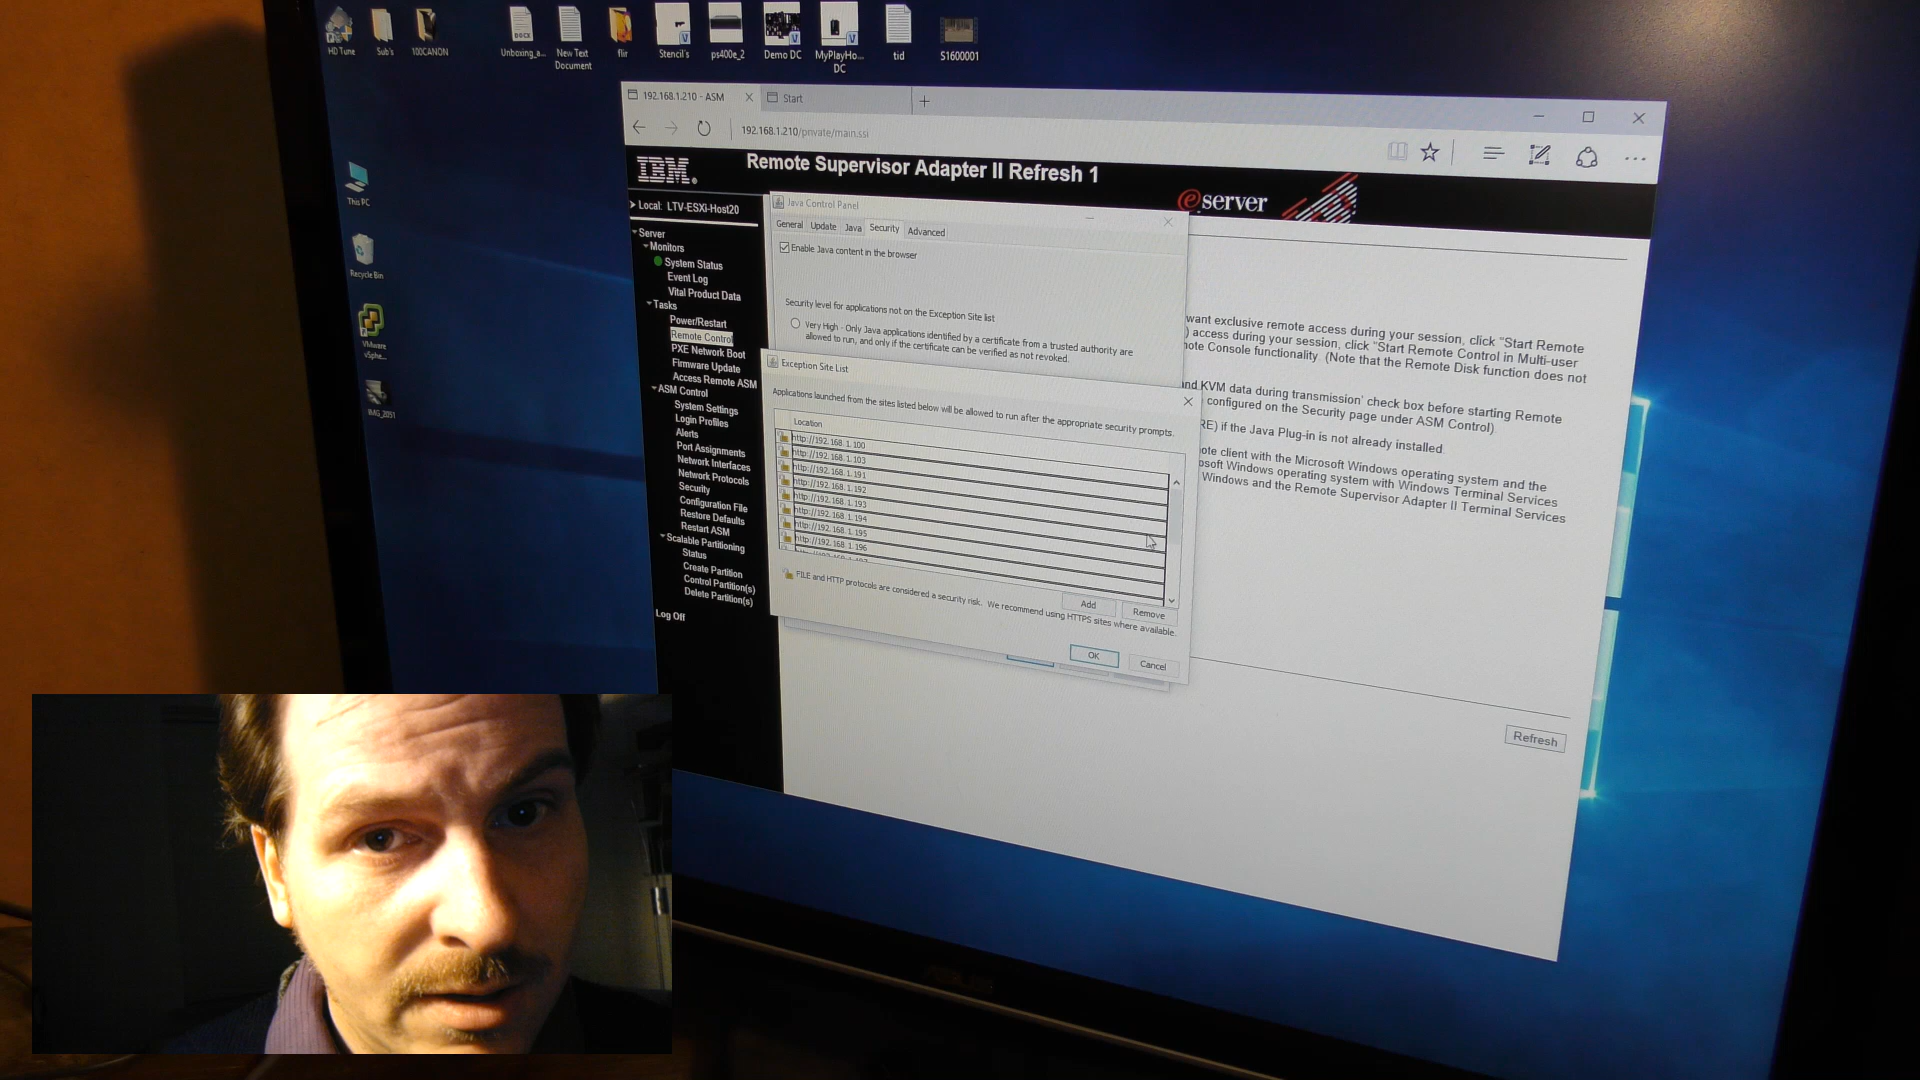 HD Tune
Sub's
100CANON
Unbosing_a...
New Text
Document
flir
Stencil's
ps400e_2
Demo DC
MyPlayHo...
DC
tid
S1600001
This PC
Recycle Bin
VMware
vSphe...
IMG_2051
192.168.1.210 - ASM
Start
192.168.1.210/private/main.ssi
IBM.
Remote Supervisor Adapter II Refresh 1
@server
Local: LTV-ESXi-Host20
Server
Monitors
System Status
Event Log
Vital Product Data
Tasks
Power/Restart
Remote Control
PXE Network Boot
Firmware Update
Access Remote ASM
ASM Control
System Settings
Login Profiles
Alerts
Port Assignments
Network Interfaces
Network Protocols
Security
Configuration File
Restore Defaults
Restart ASM
Scalable Partitioning
Status
Create Partition
Control Partition(s)
Delete Partition(s)
Log Off
Java Control Panel
General Update Java Security Advanced
Enable Java content in the browser
Security level for applications not on the Exception Site list
Very High - Only Java applications identified by a certificate from a trusted authority are
allowed to run, and only if the certificate can be verified as not revoked.
Exception Site List
Applications launched from the sites listed below will be allowed to run after the appropriate security prompts.
Location
http://192.168.1.100
http://192.168.1.103
http://192.168.1.191
http://192.168.1.192
http://192.168.1.193
http://192.168.1.194
http://192.168.1.195
http://192.168.1.196
FILE and HTTP protocols are considered a security risk. We recommend using HTTPS sites where available.
Add
Remove
OK
Cancel
want exclusive remote access during your session, click "Start Remote
) access during your session, click "Start Remote Control in Multi-user
note Console functionality. (Note that the Remote Disk function does not
and KVM data during transmission' check box before starting Remote
configured on the Security page under ASM Control).
RE) if the Java Plug-in is not already installed.
ote client with the Microsoft Windows operating system and the
osoft Windows operating system with Windows Terminal Services
Windows and the Remote Supervisor Adapter II Terminal Services
Refresh